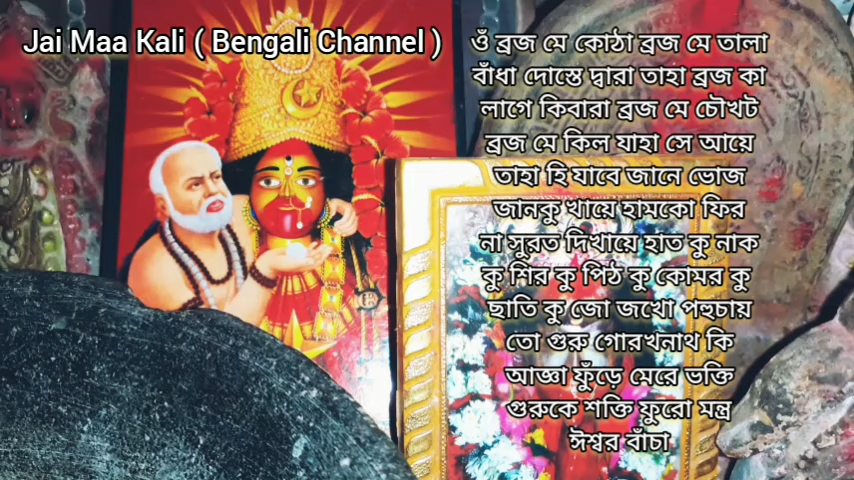 Jai Maa Kali ( Bengali Channel )
ওঁ ব্রজ মে কোঠা ব্রজ মে তালা
বাঁধা দোস্তে দ্বারা তাহা ব্রজ কা
লাগে কিবারা ব্রজ মে চৌখট
ব্রজ মে কিল যাহা সে আয়ে
তাহা হি যাবে জানে ভোজ
জানকু খায়ে হামকো ফির
না সুরত দিখায়ে হাত কু নাক
কু শির কু পিঠ কু কোমর কু
ছাতি কু জো জখো পহুচায়
তো গুরু গোরখনাথ কি
আজ্ঞা ফুঁড়ে মেরে ভক্তি
গুরুকে শক্তি ফুরো মন্ত্র
ঈশ্বর বাঁচা